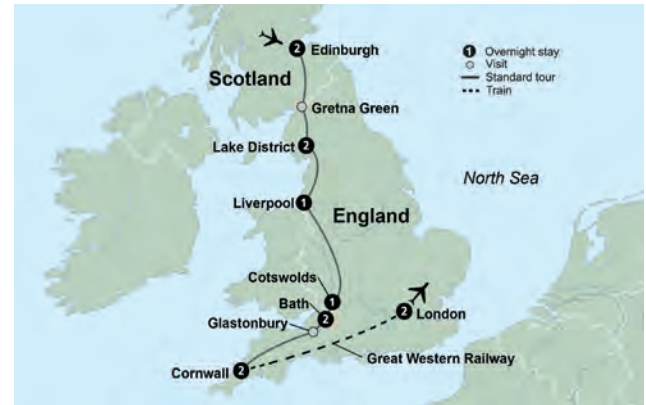 2
Edinburgh
Scotland
Gretna Green
Lake District 2
Liverpool 1
England
North Sea
Cotswolds
1
Bath
2
Glastonbury
2
London
Great Western Railway
Cornwall 2
1 Overnight stay
Visit
Standard tour
Train